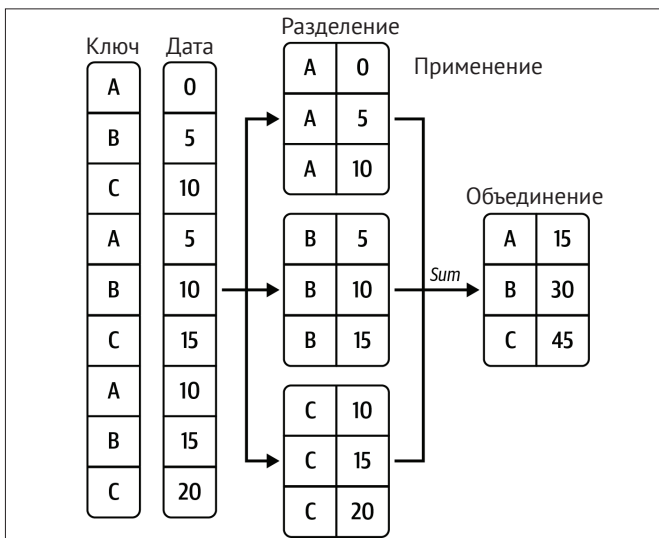 Разделение
Ключ Дата
Применение
A 0
B 5
C 10
A 5
B 10
C 15
A 10
B 15
C 20
A 0
A 5
A 10
B 5
B 10
B 15
C 10
C 15
C 20
Sum
Объединение
A 15
B 30
C 45